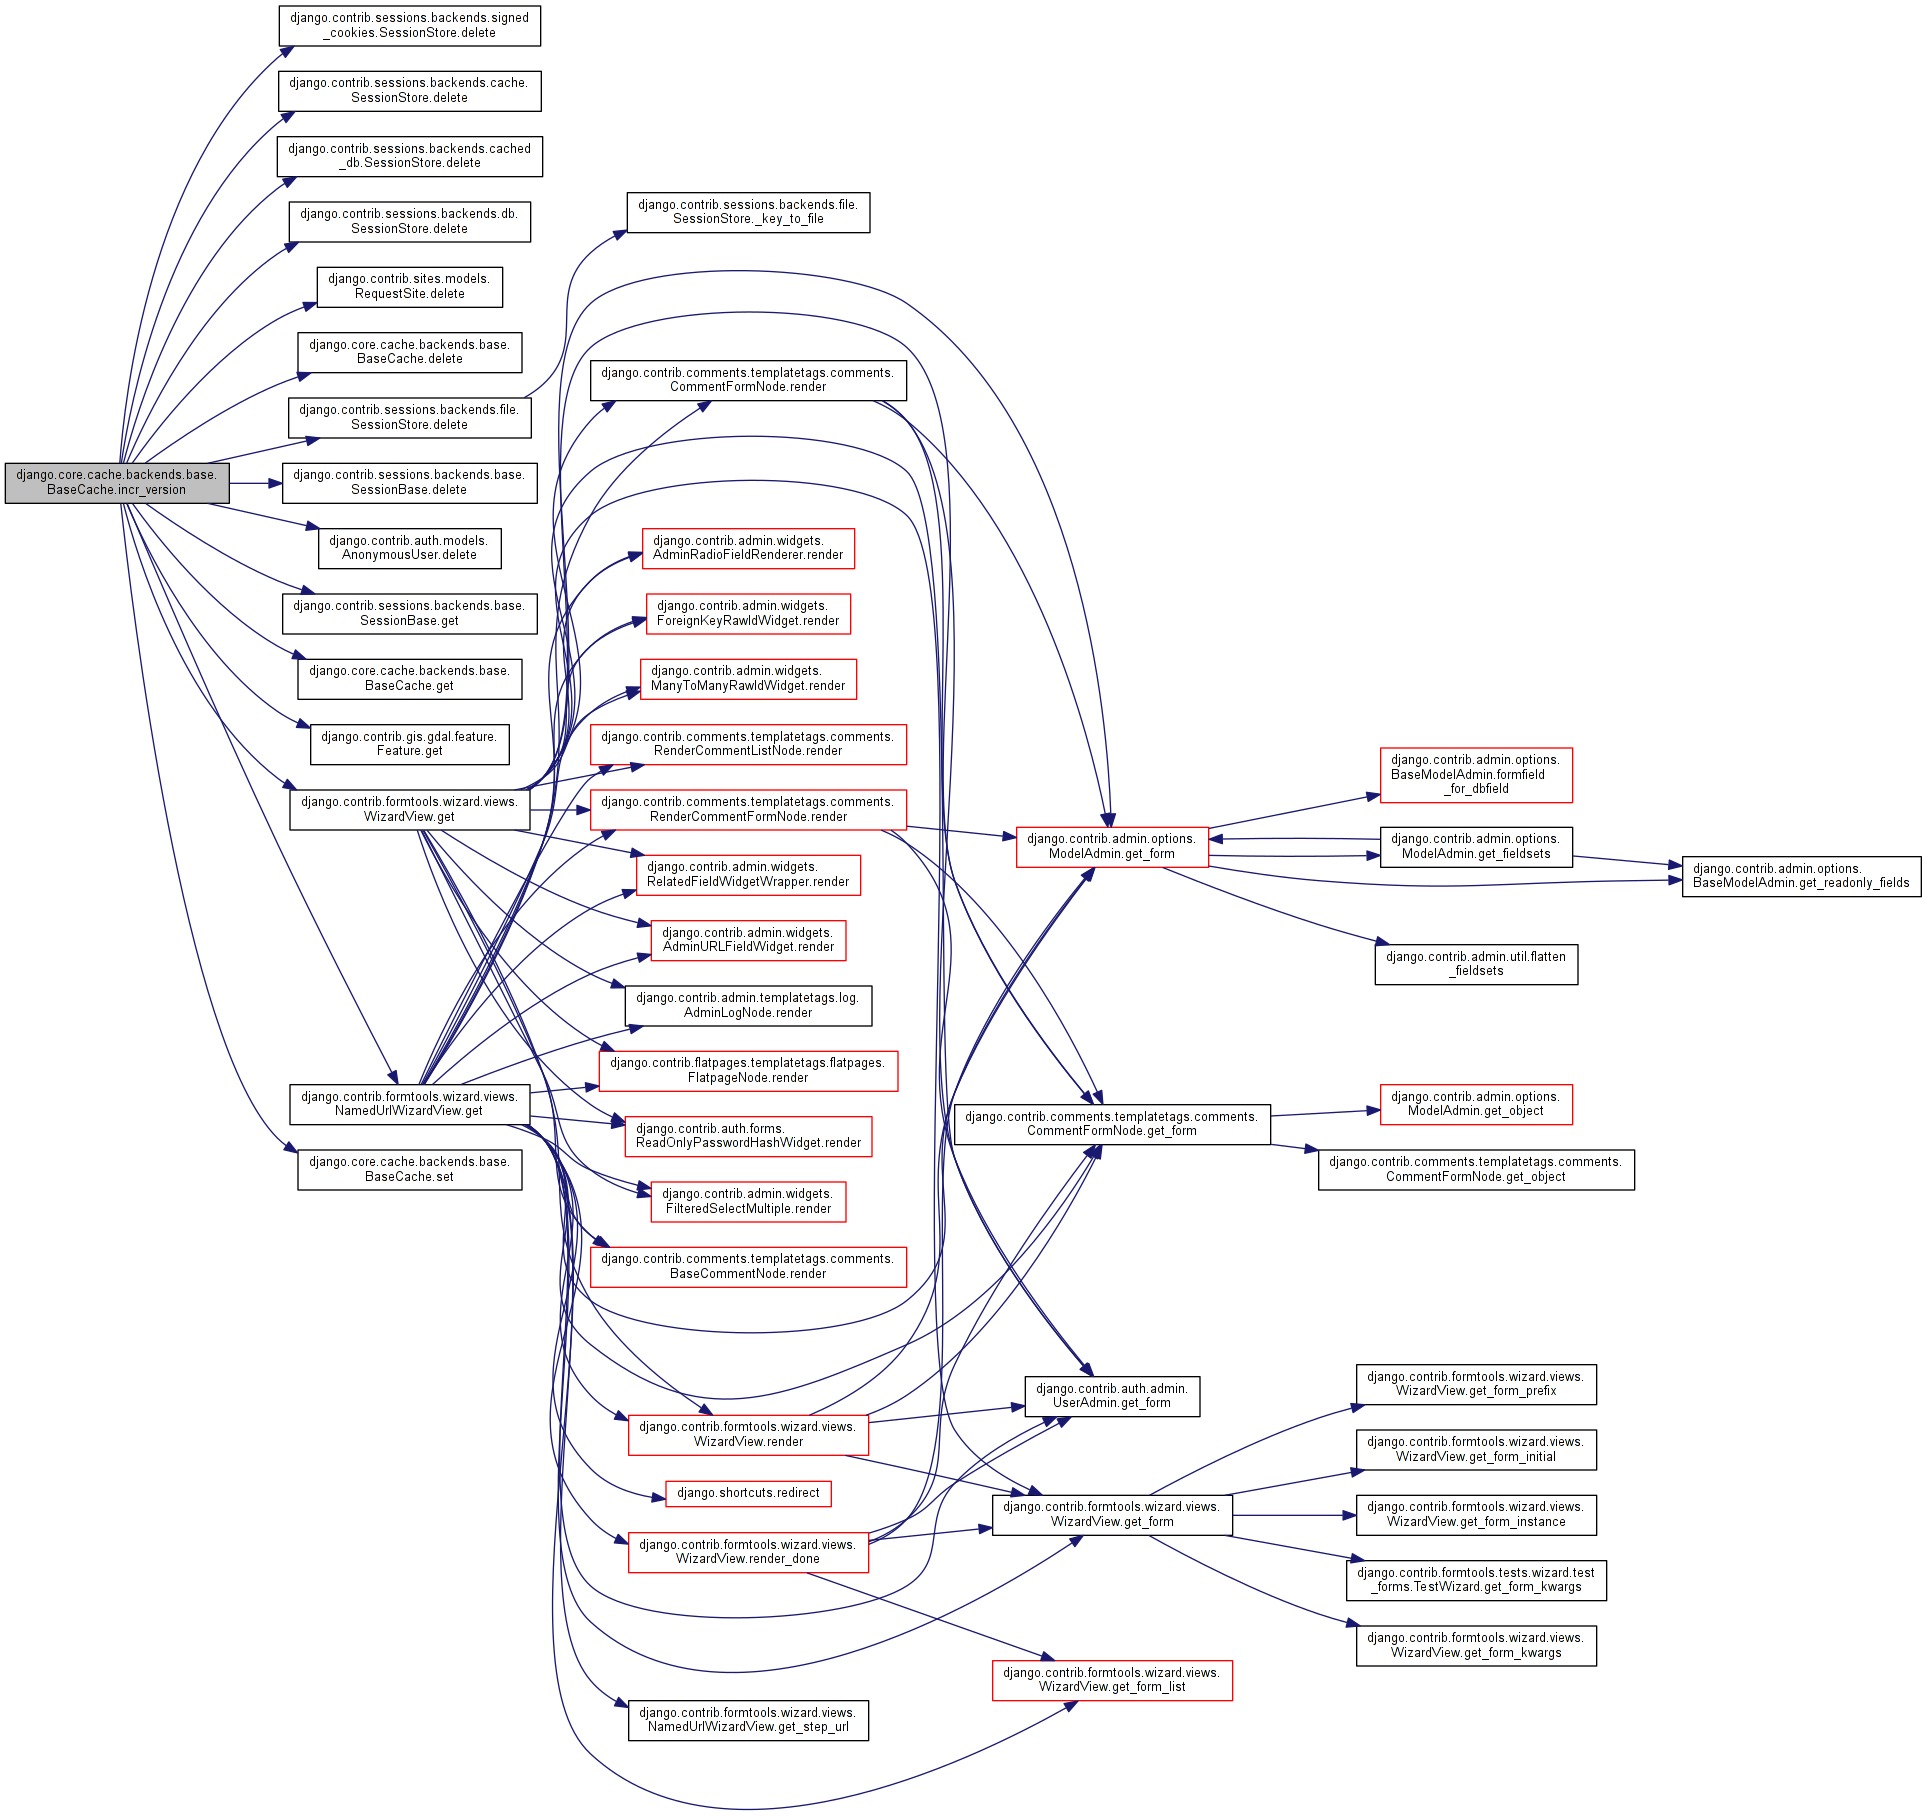 django.core.cache.backends.base.
BaseCache.incr_version
django.contrib.sessions.backends.signed
_cookies.SessionStore.delete
django.contrib.sessions.backends.cache.
SessionStore.delete
django.contrib.sessions.backends.cached
_db.SessionStore.delete
django.contrib.sessions.backends.db.
SessionStore.delete
django.contrib.sites.models.
RequestSite.delete
django.core.cache.backends.base.
BaseCache.delete
django.contrib.sessions.backends.file.
SessionStore.delete
django.contrib.sessions.backends.base.
SessionBase.delete
django.contrib.auth.models.
AnonymousUser.delete
django.contrib.sessions.backends.base.
SessionBase.get
django.core.cache.backends.base.
BaseCache.get
django.contrib.gis.gdal.feature.
Feature.get
django.contrib.formtools.wizard.views.
WizardView.get
django.contrib.formtools.wizard.views.
NamedUrlWizardView.get
django.core.cache.backends.base.
BaseCache.set
django.contrib.sessions.backends.file.
SessionStore._key_to_file
django.contrib.comments.templatetags.comments.
CommentFormNode.render
django.contrib.admin.widgets.
AdminRadioFieldRenderer.render
django.contrib.admin.widgets.
ForeignKeyRawIdWidget.render
django.contrib.admin.widgets.
ManyToManyRawIdWidget.render
django.contrib.comments.templatetags.comments.
RenderCommentListNode.render
django.contrib.comments.templatetags.comments.
RenderCommentFormNode.render
django.contrib.admin.widgets.
RelatedFieldWidgetWrapper.render
django.contrib.admin.widgets.
AdminURLFieldWidget.render
django.contrib.admin.templatetags.log.
AdminLogNode.render
django.contrib.flatpages.templatetags.flatpages.
FlatpageNode.render
django.contrib.auth.forms.
ReadOnlyPasswordHashWidget.render
django.contrib.admin.widgets.
FilteredSelectMultiple.render
django.contrib.comments.templatetags.comments.
BaseCommentNode.render
django.contrib.formtools.wizard.views.
WizardView.render
django.shortcuts.redirect
django.contrib.formtools.wizard.views.
WizardView.render_done
django.contrib.formtools.wizard.views.
NamedUrlWizardView.get_step_url
django.contrib.admin.options.
ModelAdmin.get_form
django.contrib.comments.templatetags.comments.
CommentFormNode.get_form
django.contrib.auth.admin.
UserAdmin.get_form
django.contrib.formtools.wizard.views.
WizardView.get_form
django.contrib.formtools.wizard.views.
WizardView.get_form_list
django.contrib.admin.options.
BaseModelAdmin.formfield
_for_dbfield
django.contrib.admin.options.
ModelAdmin.get_fieldsets
django.contrib.admin.util.flatten
_fieldsets
django.contrib.admin.options.
ModelAdmin.get_object
django.contrib.comments.templatetags.comments.
CommentFormNode.get_object
django.contrib.formtools.wizard.views.
WizardView.get_form_prefix
django.contrib.formtools.wizard.views.
WizardView.get_form_initial
django.contrib.formtools.wizard.views.
WizardView.get_form_instance
django.contrib.formtools.tests.wizard.test
_forms.TestWizard.get_form_kwargs
django.contrib.formtools.wizard.views.
WizardView.get_form_kwargs
django.contrib.admin.options.
BaseModelAdmin.get_readonly_fields